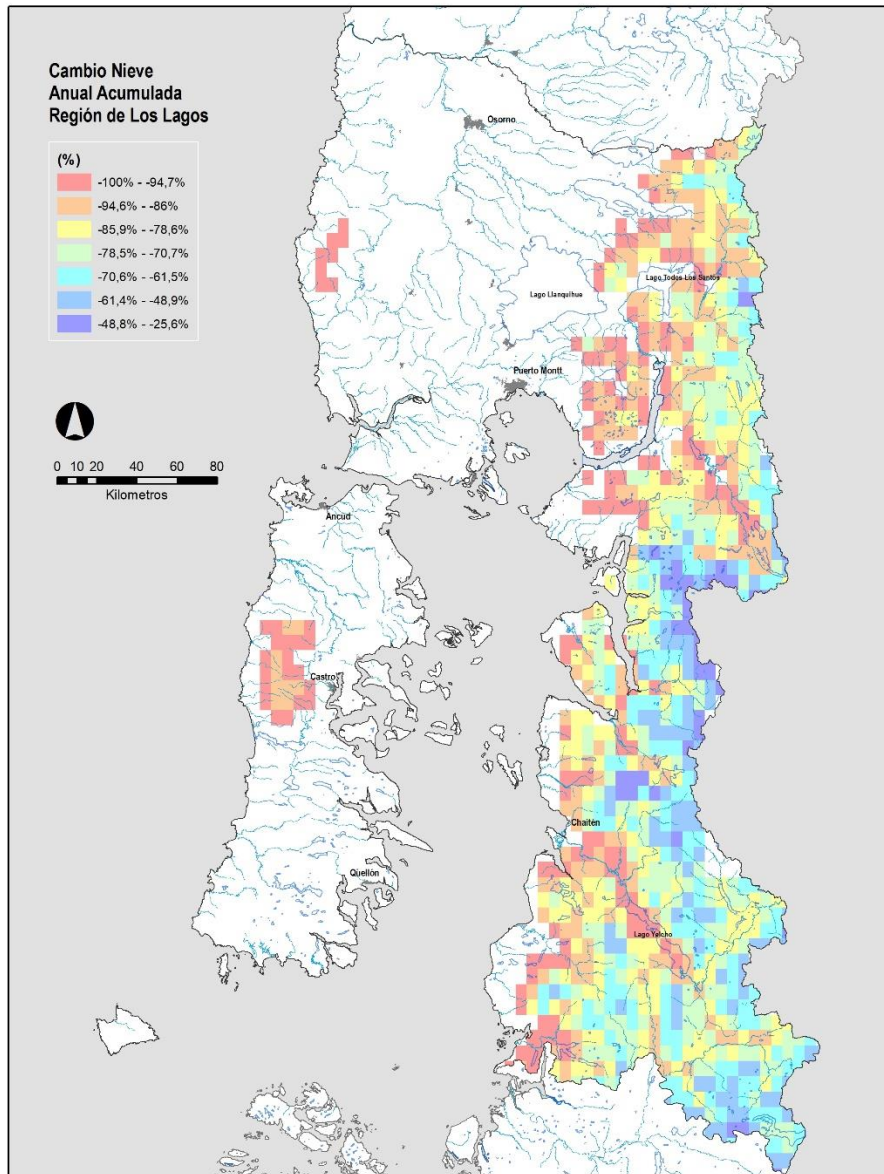 Cambio Nieve
Anual Acumulada
Región de Los Lagos
(%)
-100% - -94,7%
-94,6% - -86%
-85,9% - -78,6%
-78,5% - -70,7%
-70,6% - -61,5%
-61,4% - -48,9%
-48,8% - -25,6%
0 10 20 40 60 80
Kilometros
Osorno
Lago Todos Los Santos
Lago Llanquihue
Puerto Montt
Ancud
Castro
Chaitén
Quellón
Lago Yelcho